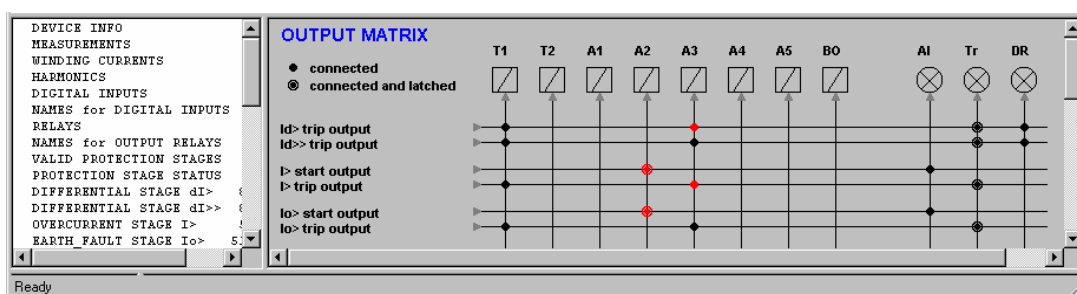 DEVICE INFO
MEASUREMENTS
WINDING CURRENTS
HARMONICS
DIGITAL INPUTS
NAMES for DIGITAL INPUTS
RELAYS
NAMES for OUTPUT RELAYS
VALID PROTECTION STAGES
PROTECTION STAGE STATUS
DIFFERENTIAL STAGE dI>
DIFFERENTIAL STAGE dI>>
OVERCURRENT STAGE I>
EARTH_FAULT STAGE Io>
OUTPUT MATRIX
connected
connected and latched
T1 T2 A1 A2 A3 A4 A5 BO Al Tr DR
Id> trip output
Id>> trip output
I> start output
I> trip output
Io> start output
Io> trip output
Ready